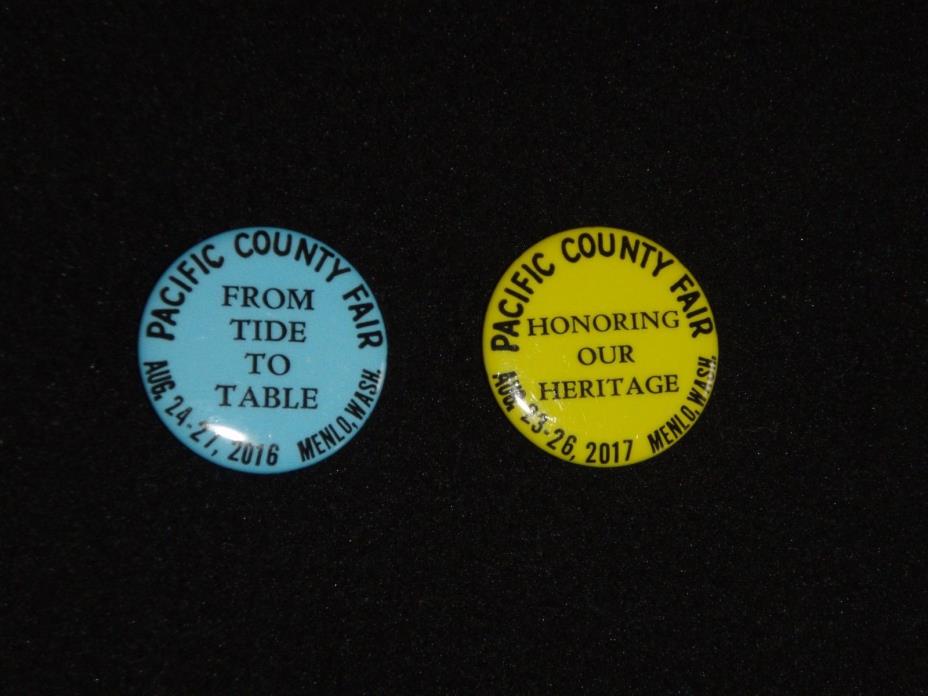 PACIFIC COUNTY FAIR
FROM
TIDE
TO
TABLE
AUG. 24-27, 2016 MENLO, WASH.
PACIFIC COUNTY FAIR
HONORING
OUR
HERITAGE
AUG. 23-26, 2017 MENLO, WASH.